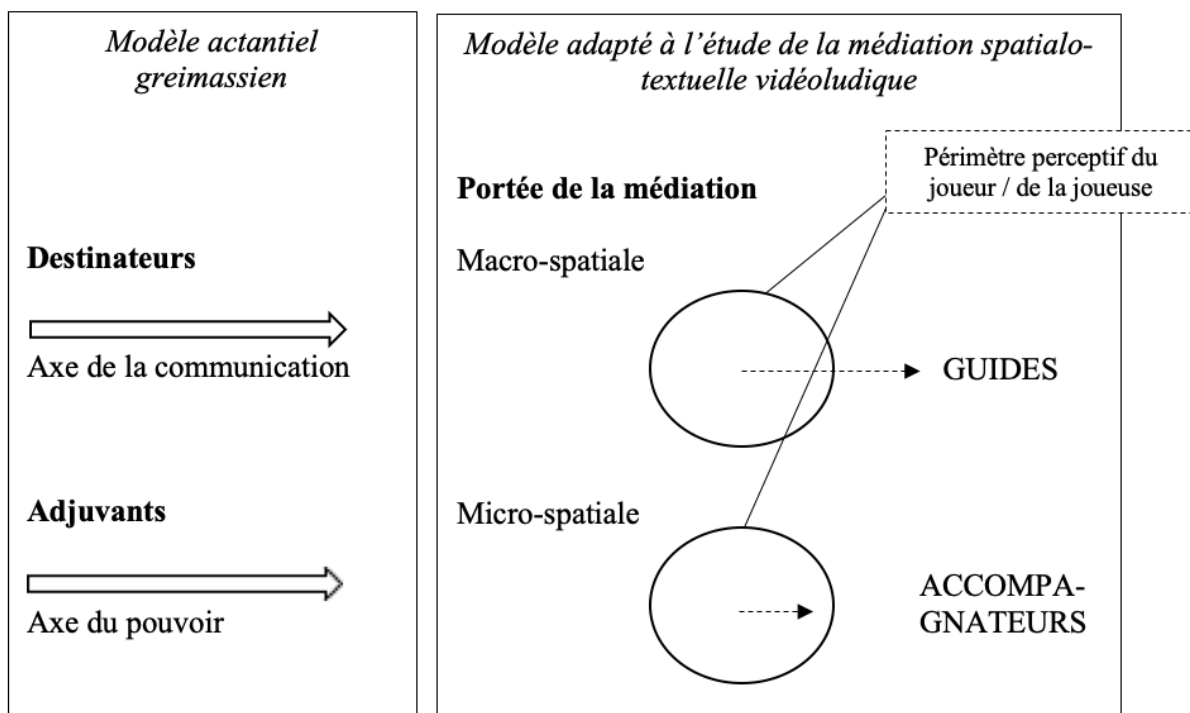 Modèle actantiel
greimassien
Destinateurs
Axe de la communication
Adjuvants
Axe du pouvoir
Modèle adapté à l’étude de la médiation spatialo-
textuelle vidéoludique
Périmètre perceptif du
joueur / de la joueuse
Portée de la médiation
Macro-spatiale
GUIDES
Micro-spatiale
ACCOMPA-
GNATEURS